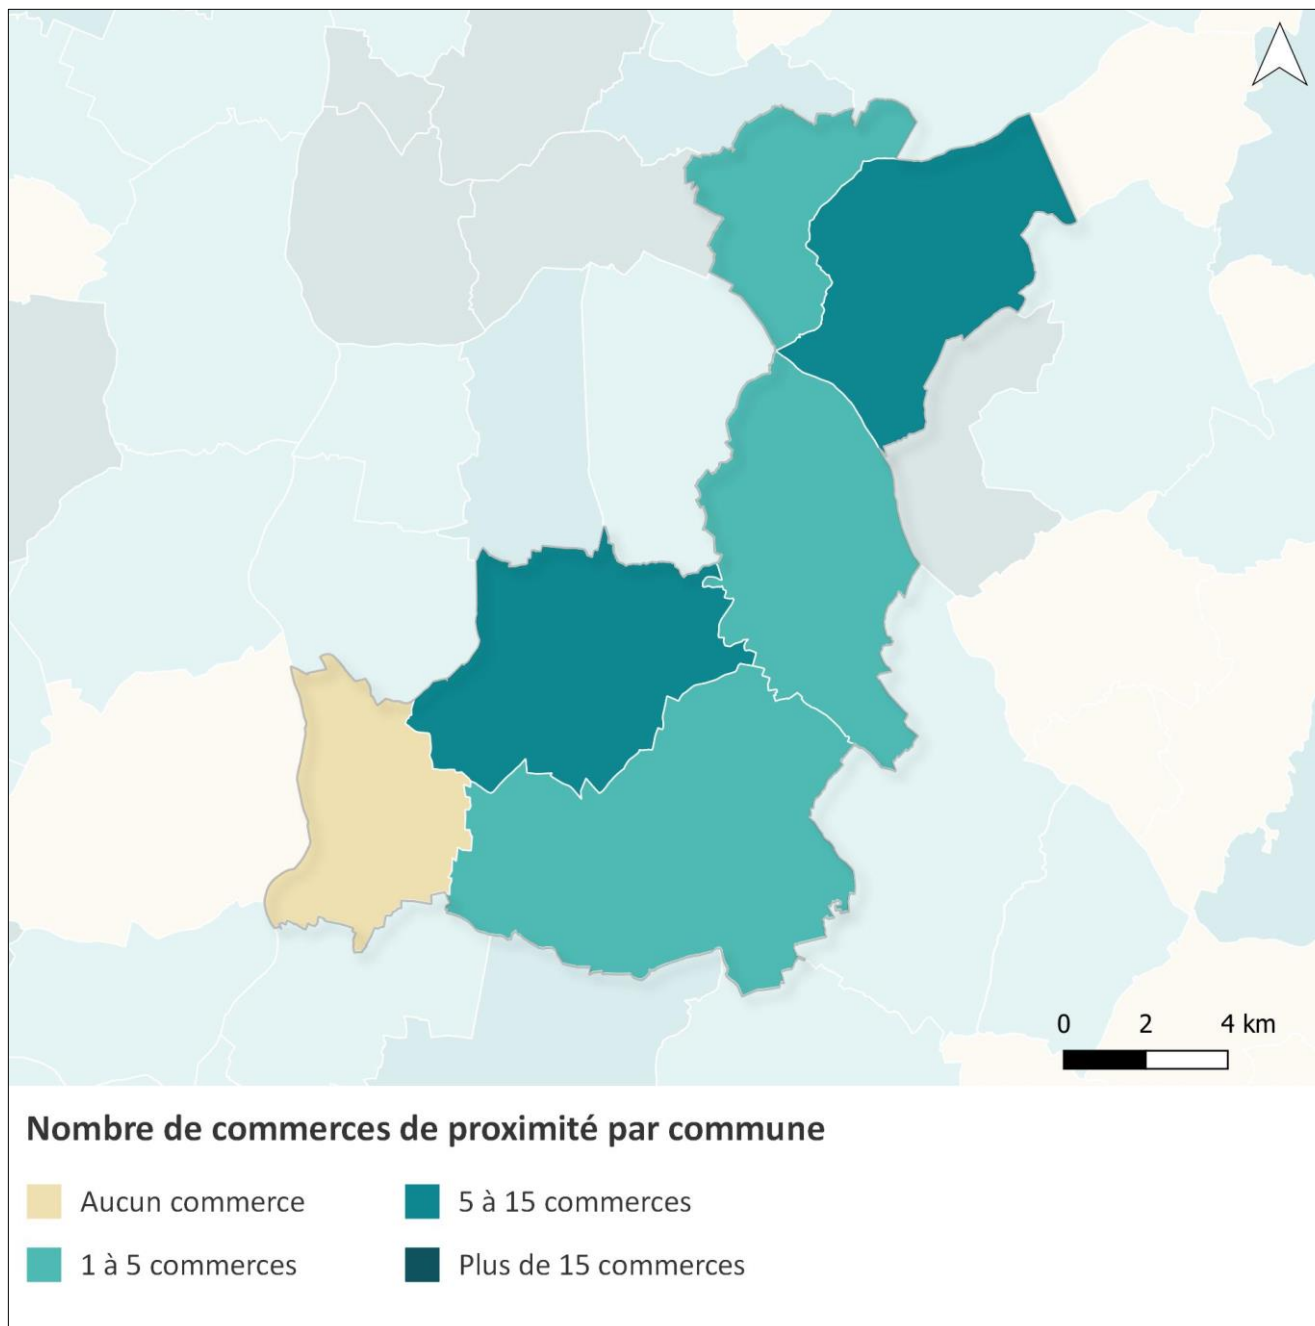 0 2 4 km
Nombre de commerces de proximité par commune
Aucun commerce
5 à 15 commerces
1 à 5 commerces
Plus de 15 commerces